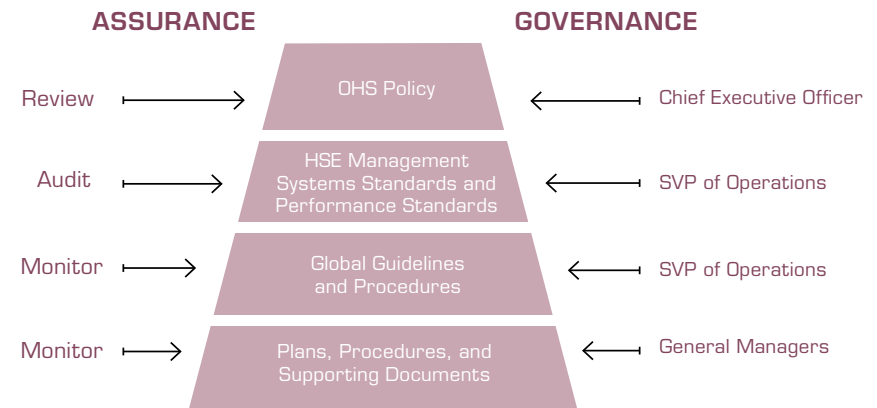 ASSURANCE
GOVERNANCE
Review
OHS Policy
Chief Executive Officer
Audit
HSE Management
Systems Standards and
Performance Standards
SVP of Operations
Monitor
Global Guidelines
and Procedures
SVP of Operations
Monitor
Plans, Procedures, and
Supporting Documents
General Managers